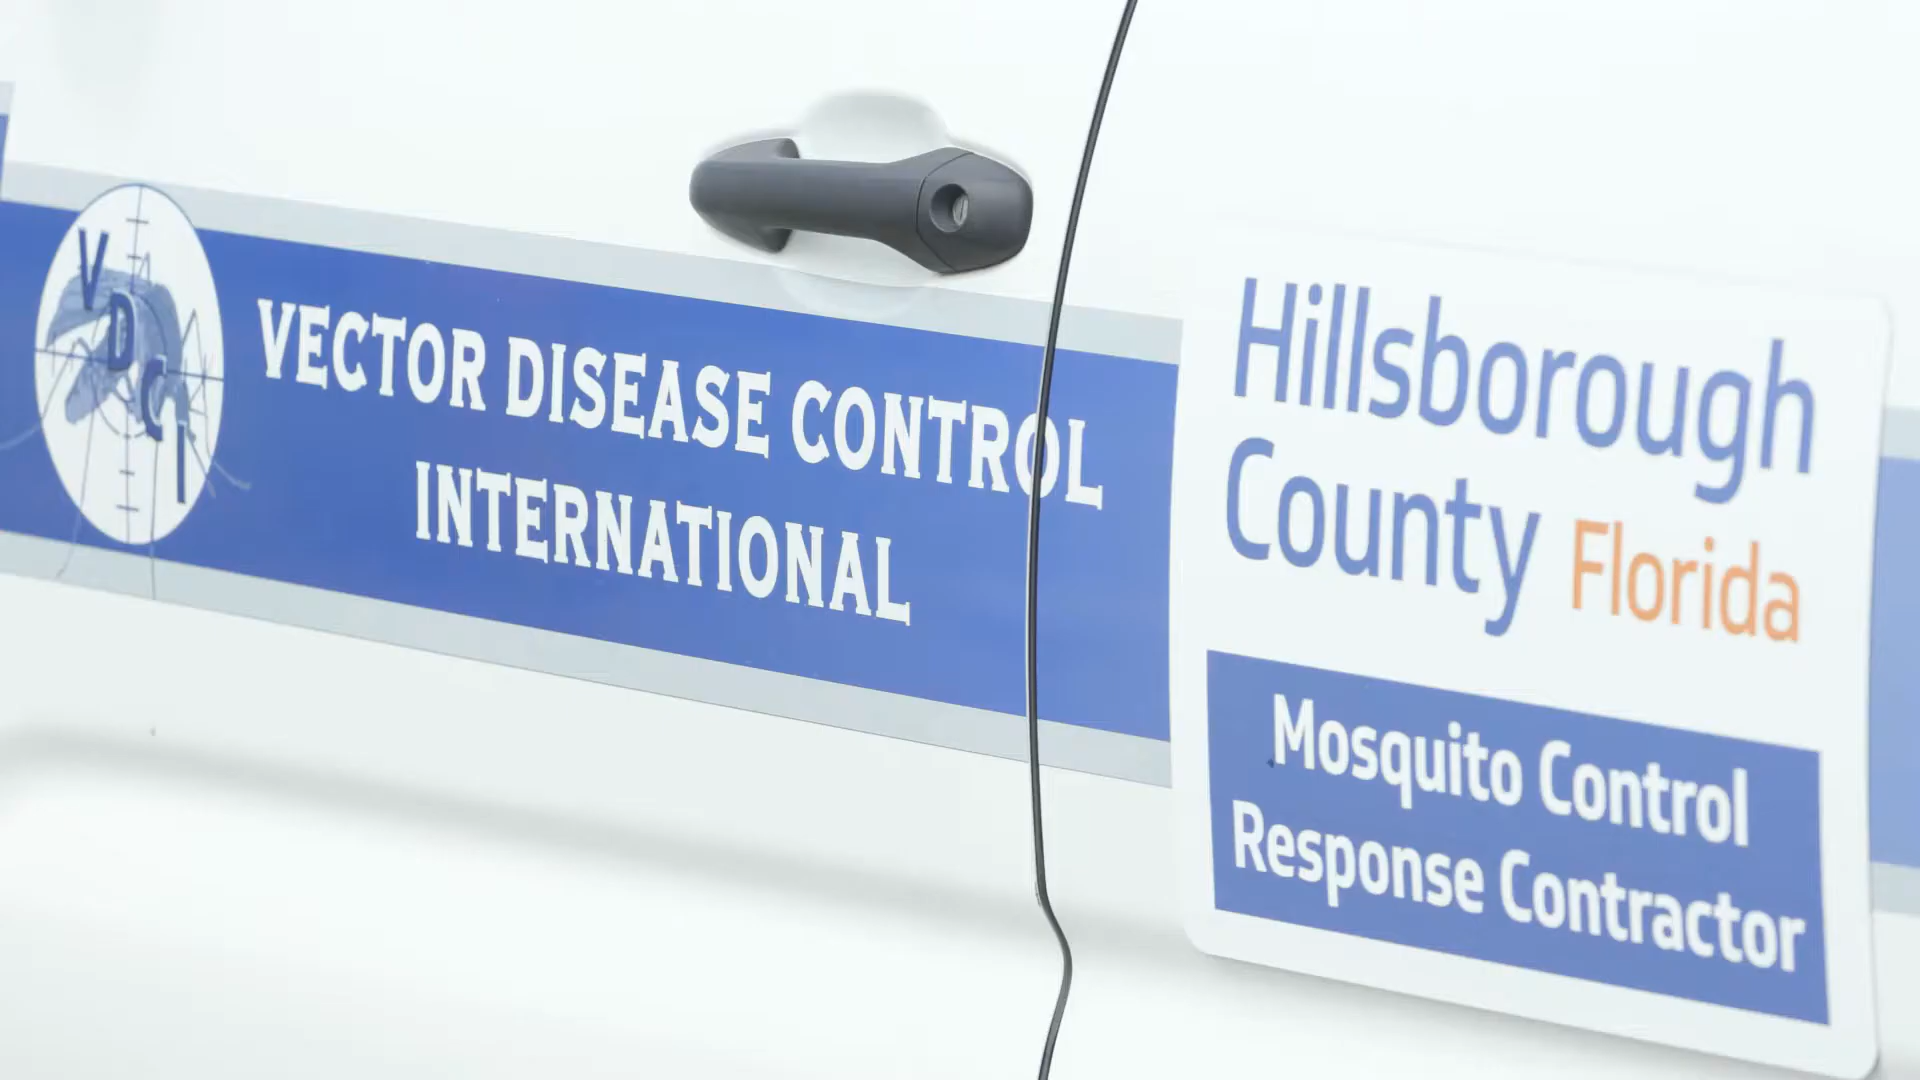 VDCI
VECTOR DISEASE CONTROL
INTERNATIONAL
Hillsborough
County Florida
Mosquito Control
Response Contractor